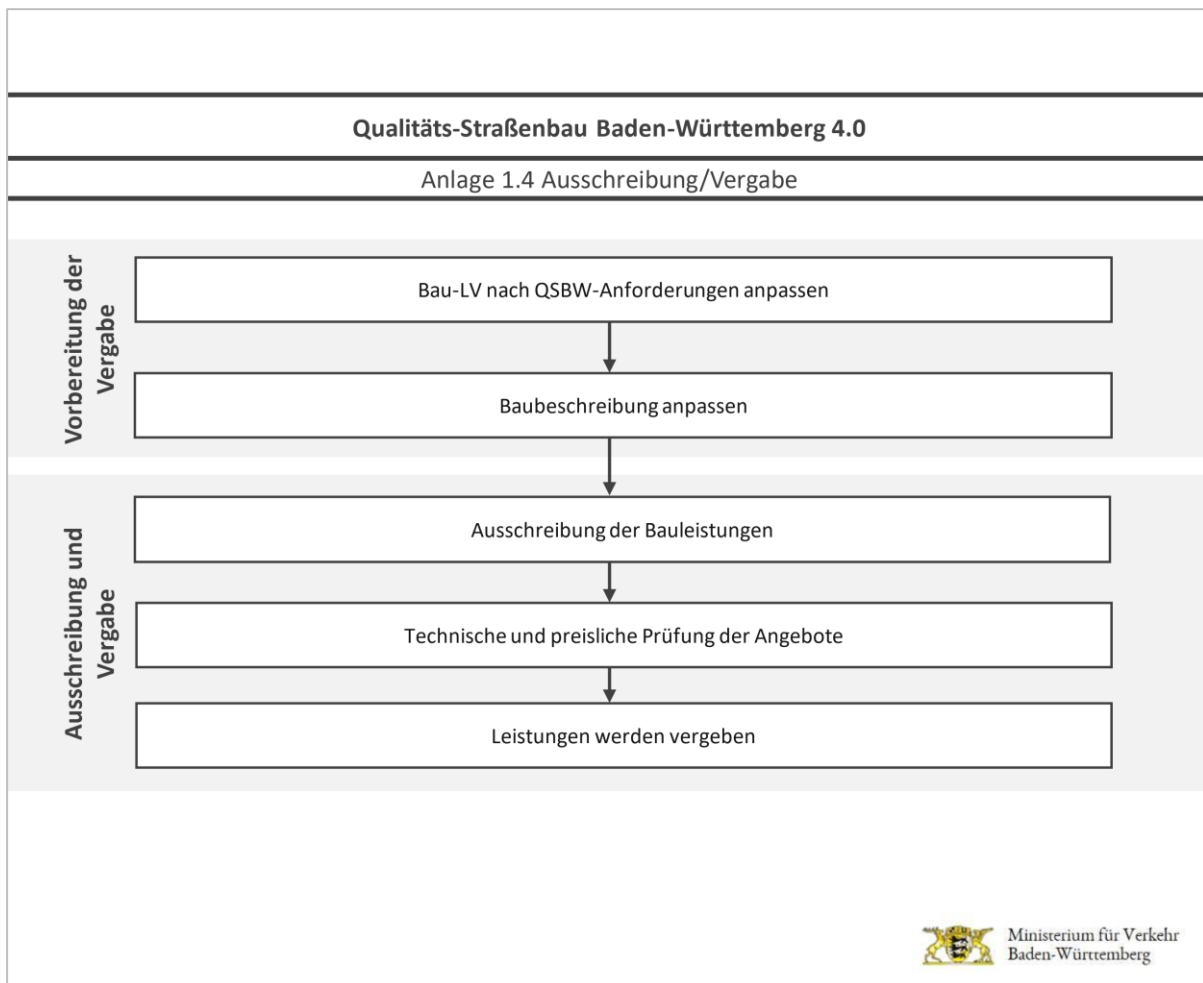 Qualitäts-Straßenbau Baden-Württemberg 4.0
Anlage 1.4 Ausschreibung/Vergabe
Vorbereitung der
Vergabe
Bau-LV nach QSBW-Anforderungen anpassen
Baubeschreibung anpassen
Ausschreibung und
Vergabe
Ausschreibung der Bauleistungen
Technische und preisliche Prüfung der Angebote
Leistungen werden vergeben
Ministerium für Verkehr
Baden-Württemberg